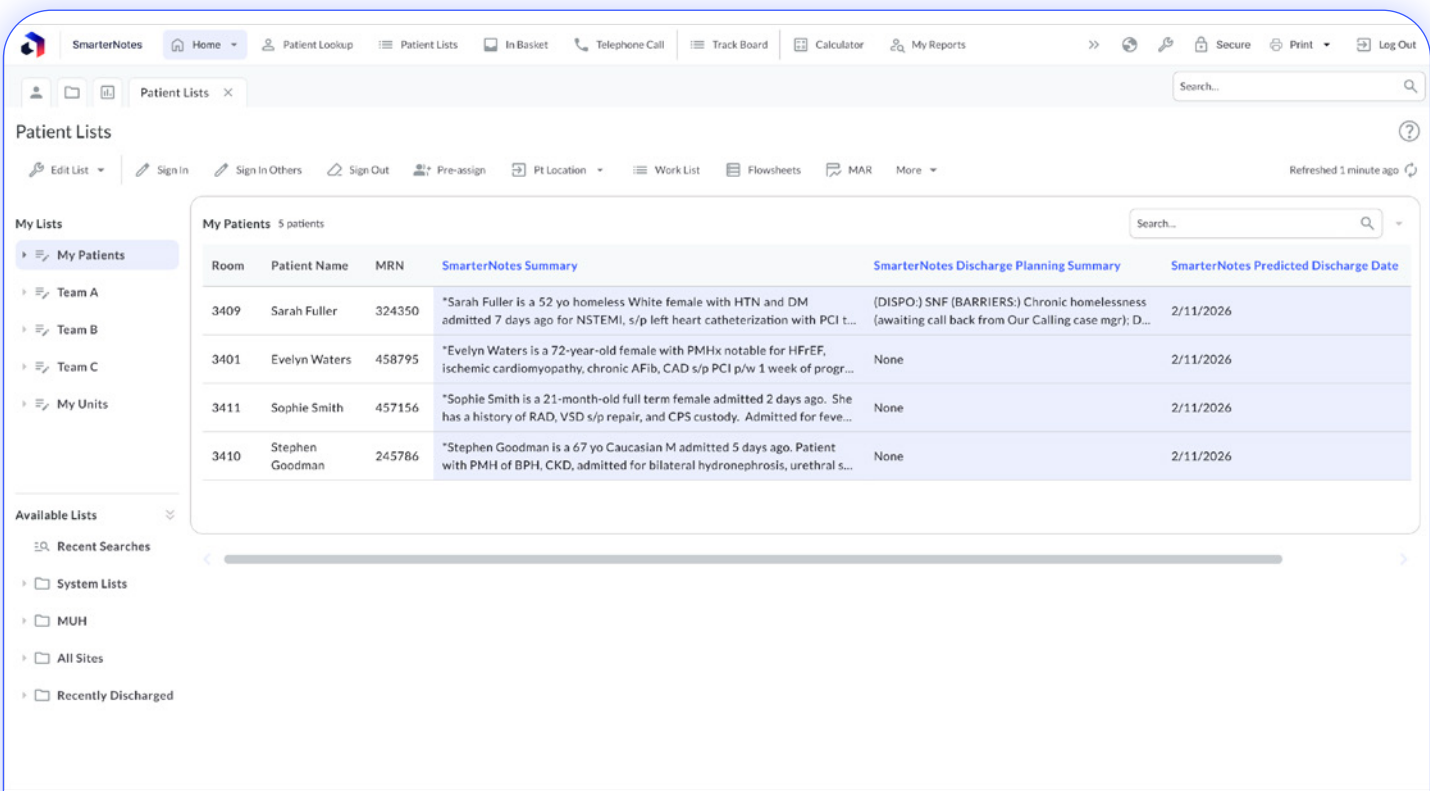 SmarterNotes Home Patient Lookup Patient Lists In Basket Telephone Call Track Board Calculator My Reports Secure Print Log Out
Patient Lists Search...
Patient Lists
Edit List Sign In Sign In Others Sign Out Pre-assign Pt Location Work List Flowsheets MAR More Refreshed 1 minute ago
My Lists
My Patients
Team A
Team B
Team C
My Units
Available Lists
Recent Searches
System Lists
MUH
All Sites
Recently Discharged
My Patients 5 patients Search...
Room Patient Name MRN SmarterNotes Summary SmarterNotes Discharge Planning Summary SmarterNotes Predicted Discharge Date
3409 Sarah Fuller 324350 "Sarah Fuller is a 52 yo homeless White female with HTN and DM
admitted 7 days ago for NSTEMI, s/p left heart catheterization with PCI t...
(DISPO:) SNF (BARRIERS:) Chronic homelessness
(awaiting call back from Our Calling case mgr); D...
2/11/2026
3401 Evelyn Waters 458795 "Evelyn Waters is a 72-year-old female with PMHx notable for HFrEF,
ischemic cardiomyopathy, chronic AFib, CAD s/p PCI p/w 1 week of progr...
None 2/11/2026
3411 Sophie Smith 457156 "Sophie Smith is a 21-month-old full term female admitted 2 days ago. She
has a history of RAD, VSD s/p repair, and CPS custody. Admitted for feve...
None 2/11/2026
3410 Stephen
Goodman
245786 "Stephen Goodman is a 67 yo Caucasian M admitted 5 days ago. Patient
with PMH of BPH, CKD, admitted for bilateral hydronephrosis, urethral s...
None 2/11/2026